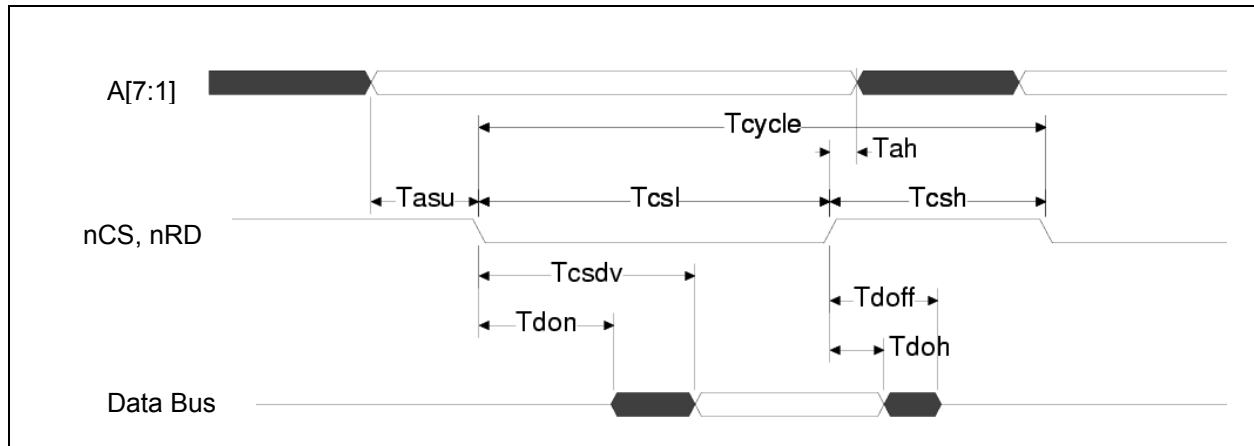 A[7:1]
Tcycle
Tah
Tasu
Tcsl
Tcsh
nCS, nRD
Tcsdv
Tdoff
Tdon
Tdoh
Data Bus